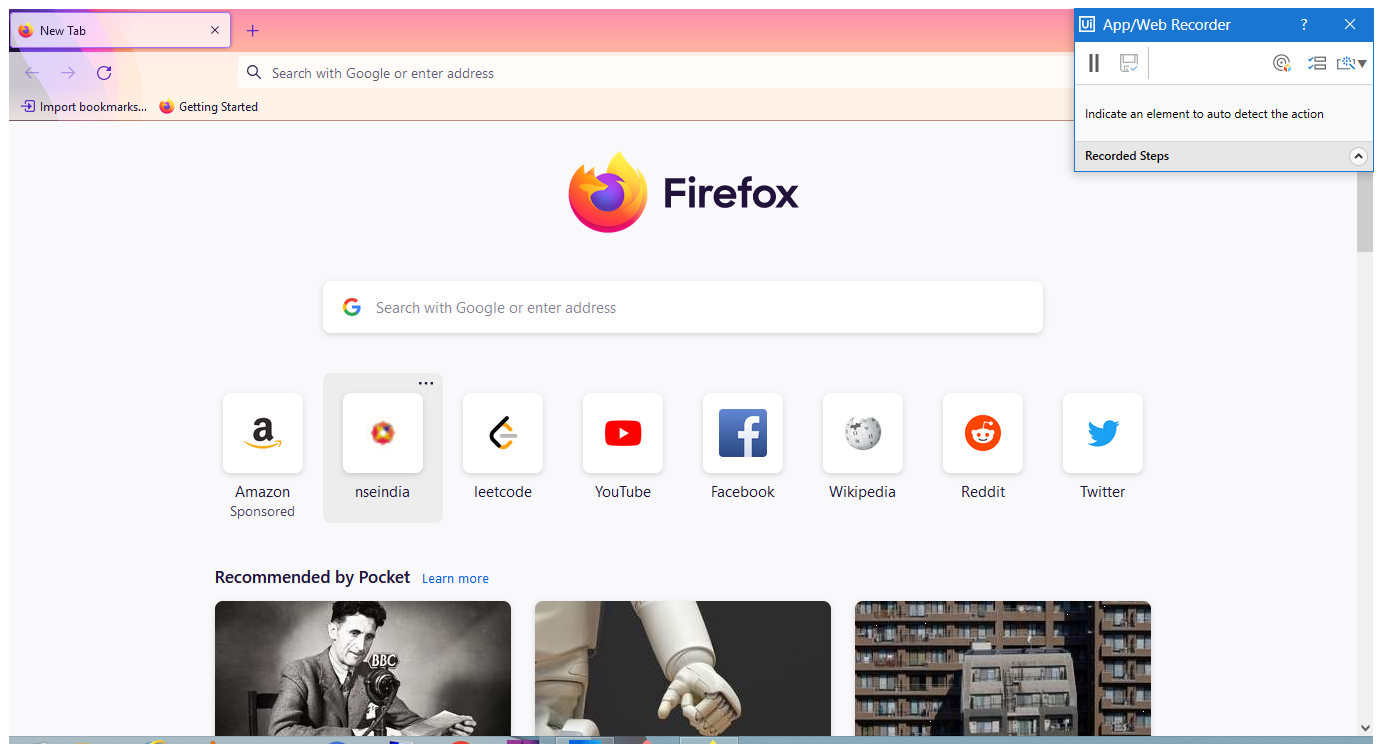 New Tab
Search with Google or enter address
Import bookmarks...
Getting Started
Ui App/Web Recorder ?
Indicate an element to auto detect the action
Recorded Steps
Firefox
Search with Google or enter address
Amazon
Sponsored
nseindia
leetcode
YouTube
Facebook
Wikipedia
Reddit
Twitter
Recommended by Pocket Learn more
BBC